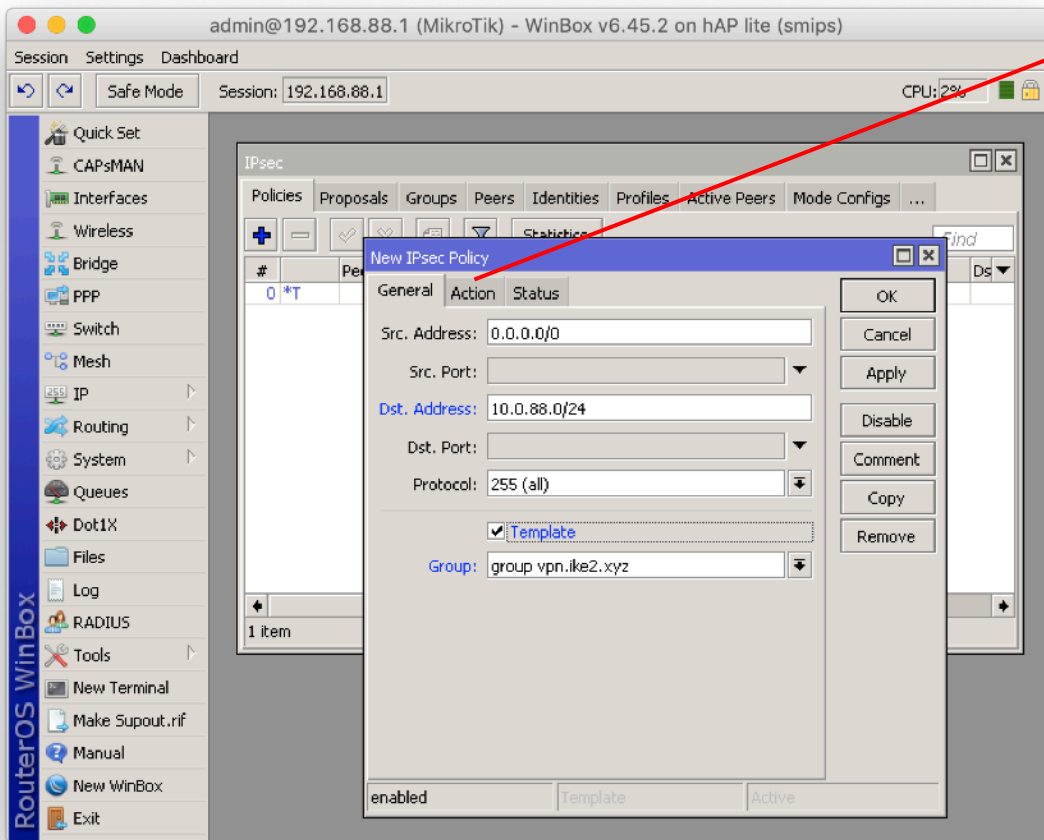 admin@192.168.88.1 (MikroTik) - WinBox v6.45.2 on hAP lite (smips)
Session Settings Dashboard
Safe Mode Session: 192.168.88.1 CPU: 2%
Quick Set
CAPsMAN
Interfaces
Wireless
Bridge
PPP
Switch
Mesh
255 IP
Routing
System
Queues
Dot1X
Files
Log
RADIUS
Tools
New Terminal
Make Supout.rif
Manual
New WinBox
Exit
RouterOS WinBox
IPsec
Policies Proposals Groups Peers Identities Profiles Active Peers Mode Configs ...
Statistics Find
# Pe Ds
0 *T
1 item
New IPsec Policy
General Action Status
Src. Address: 0.0.0.0/0
Src. Port:
Dst. Address: 10.0.88.0/24
Dst. Port:
Protocol: 255 (all)
Template
Group: group vpn.ike2.xyz
OK
Cancel
Apply
Disable
Comment
Copy
Remove
enabled Template Active